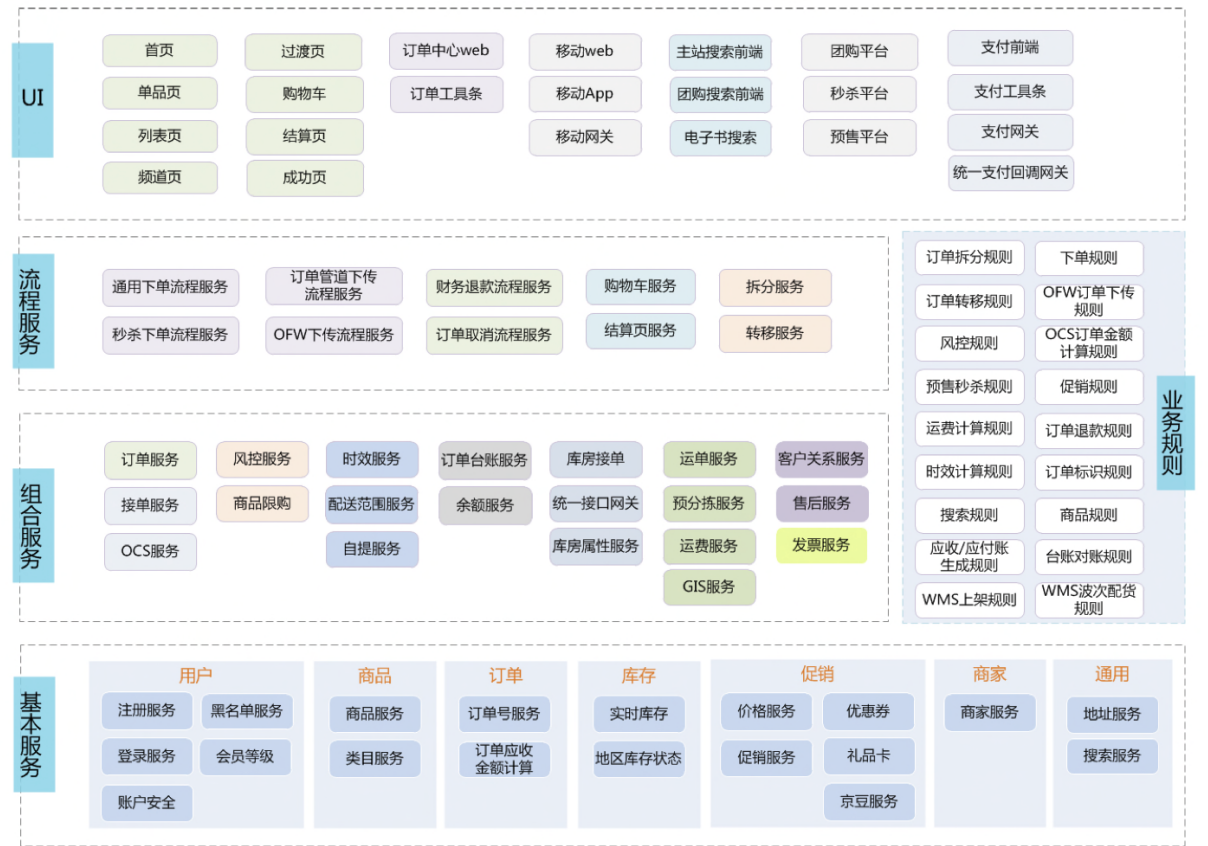 UI
首页
过渡页
订单中心web
移动web
主站搜索前端
团购平台
支付前端
单品页
购物车
订单工具条
移动App
团购搜索前端
秒杀平台
支付工具条
列表页
结算页
移动网关
电子书搜索
预售平台
支付网关
频道页
成功页
统一支付回调网关
流程服务
通用下单流程服务
订单管道下传
流程服务
财务退款流程服务
购物车服务
拆分服务
秒杀下单流程服务
OFW下传流程服务
订单取消流程服务
结算页服务
转移服务
业务规则
订单拆分规则
下单规则
订单转移规则
OFW订单下传
规则
风控规则
OCS订单金额
计算规则
预售秒杀规则
促销规则
运费计算规则
订单退款规则
时效计算规则
订单标识规则
搜索规则
商品规则
应收/应付账
生成规则
台账对账规则
WMS上架规则
WMS波次配货
规则
组合服务
订单服务
风控服务
时效服务
订单台账服务
库房接单
运单服务
客户关系服务
接单服务
商品限购
配送范围服务
余额服务
统一接口网关
预分拣服务
售后服务
OCS服务
自提服务
库房属性服务
运费服务
发票服务
GIS服务
基本服务
用户
注册服务
黑名单服务
登录服务
会员等级
账户安全
商品
商品服务
类目服务
订单
订单号服务
订单应收
金额计算
库存
实时库存
地区库存状态
促销
价格服务
优惠券
促销服务
礼品卡
京豆服务
商家
商家服务
通用
地址服务
搜索服务